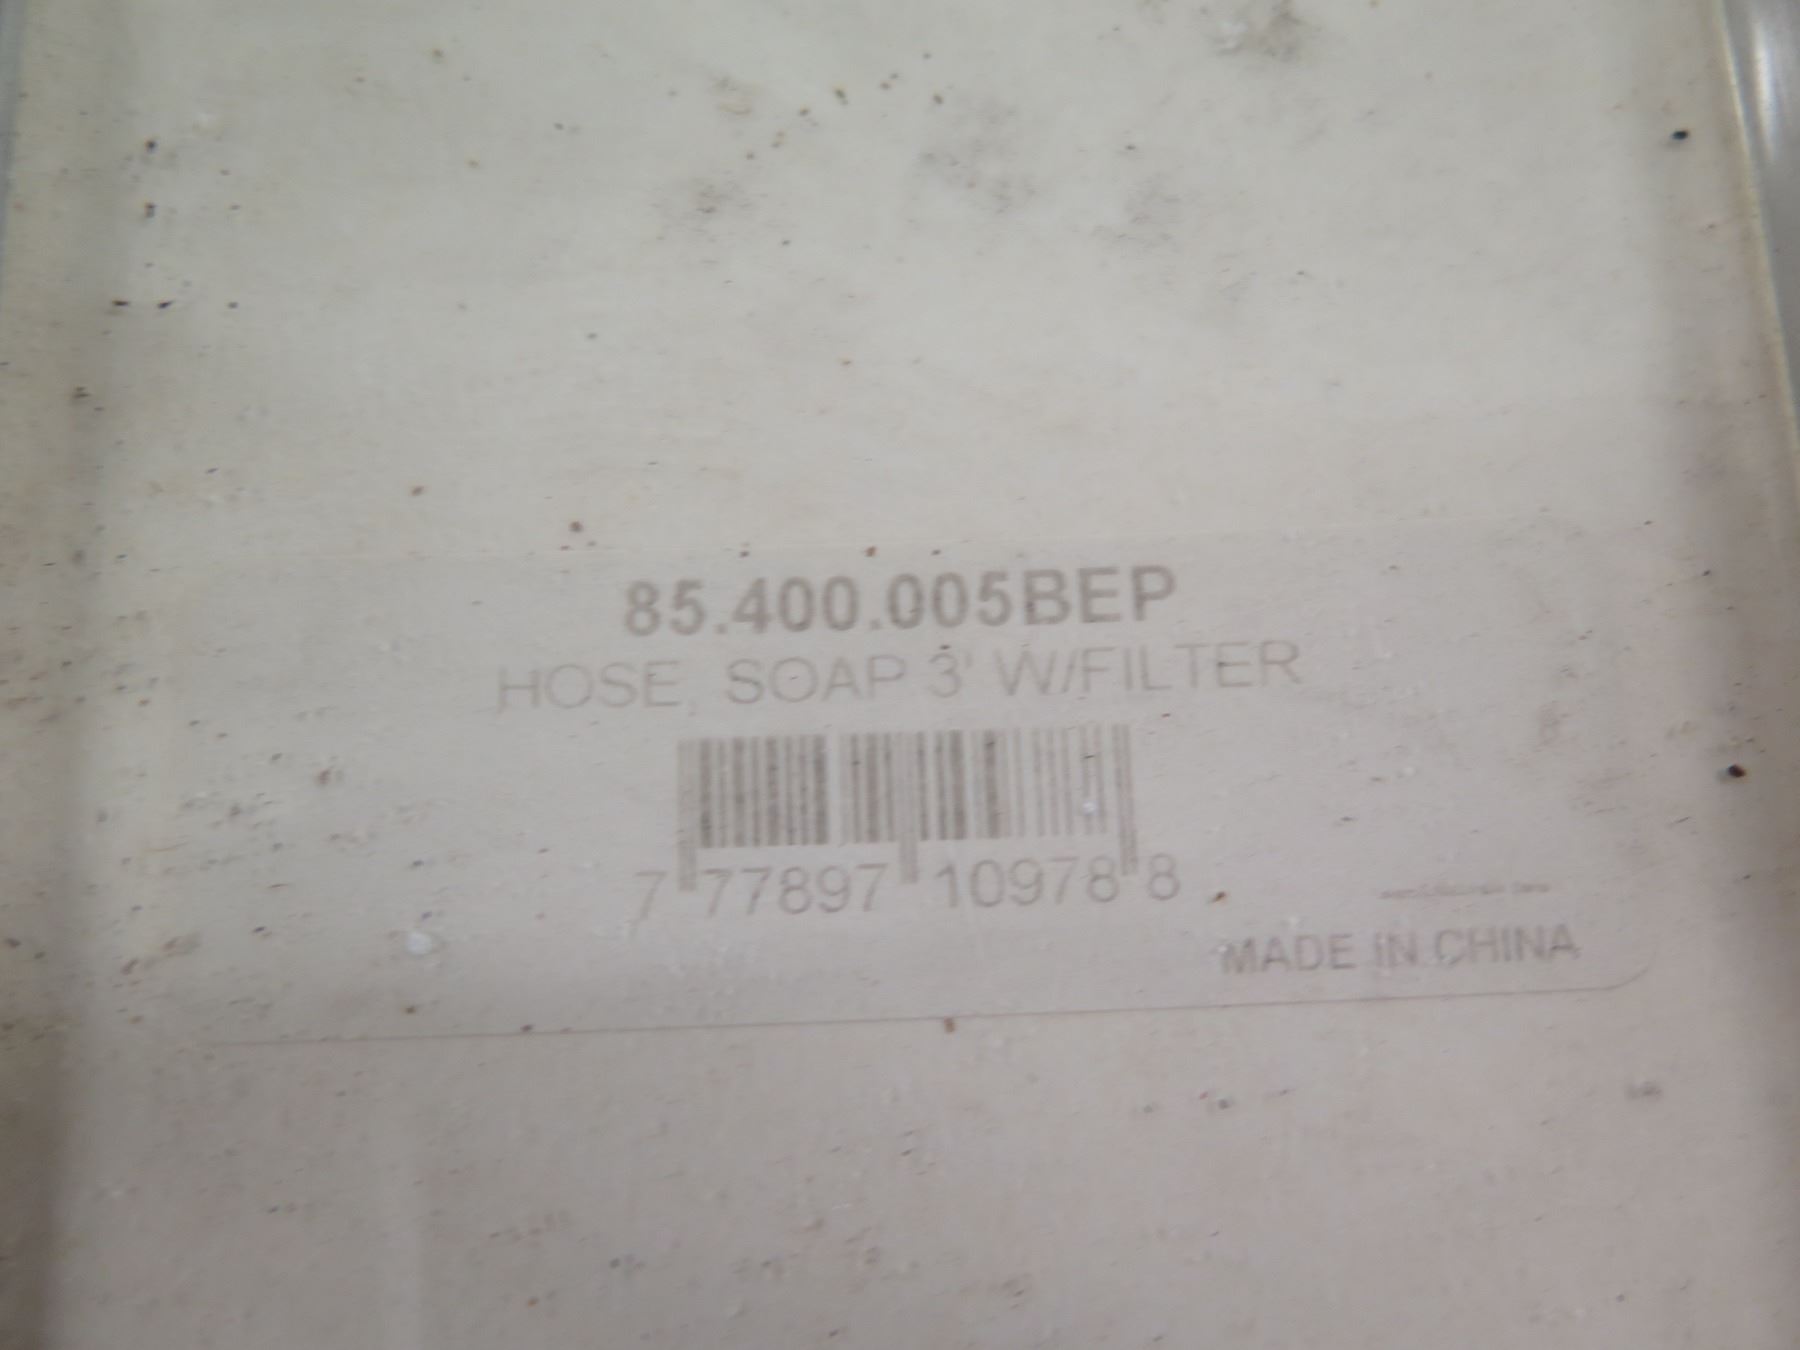 85.400.005BEP
HOSE, SOAP 3' W/FILTER
7 77897 10978 8
MADE IN CHINA